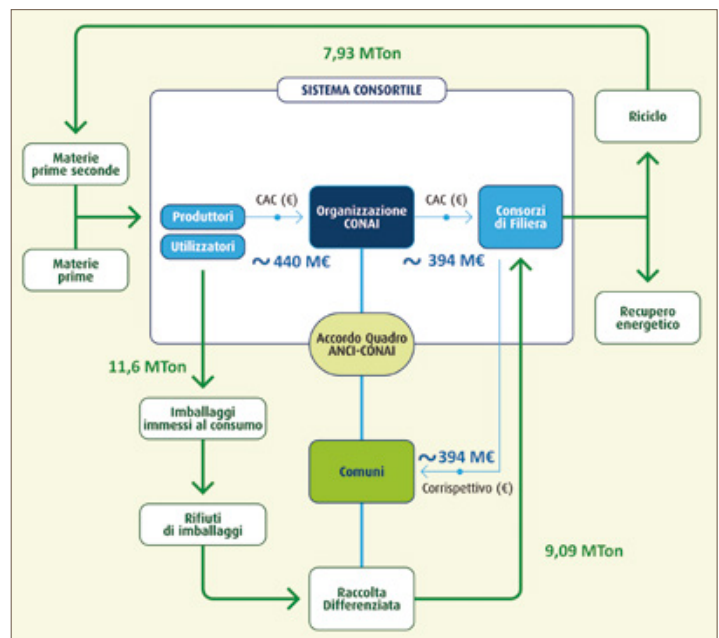 7,93 MTon
SISTEMA CONSORTILE
Riciclo
Materie
prime seconde
CAC (€)
CAC (€)
Produttori
Utilizzatori
Organizzazione
CONAI
Consorzi
di Filiera
~ 440 M€
~ 394 M€
Materie
prime
Recupero
energetico
Accordo Quadro
ANCI-CONAI
11,6 MTon
Imballaggi
immessi al consumo
~394 M€
Comuni
Corrispettivo (€)
Rifiuti
di imballaggi
9,09 MTon
Raccolta
Differenziata